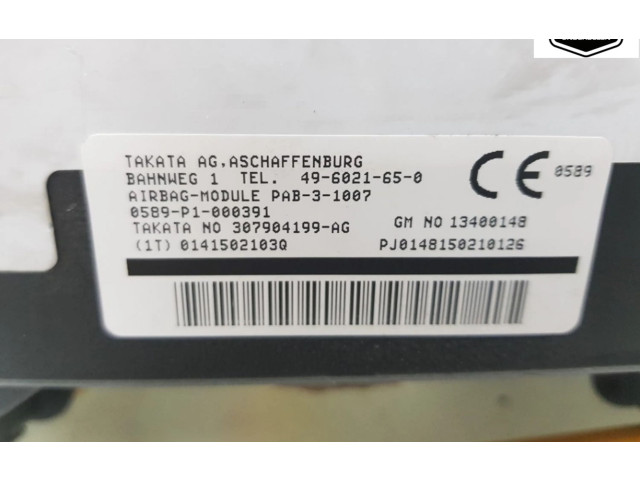 TAKATA AG,ASCHAFFENBURG
BAHNWEG 1 TEL. 49-6021-65-0
AIRBAG-MODULE PAB-3-1007
0589-P1-000391
TAKATA NO 307904199-AG
(1T) 0141502103Q
CE 0589
GM NO 13400148
PJ0148150210126